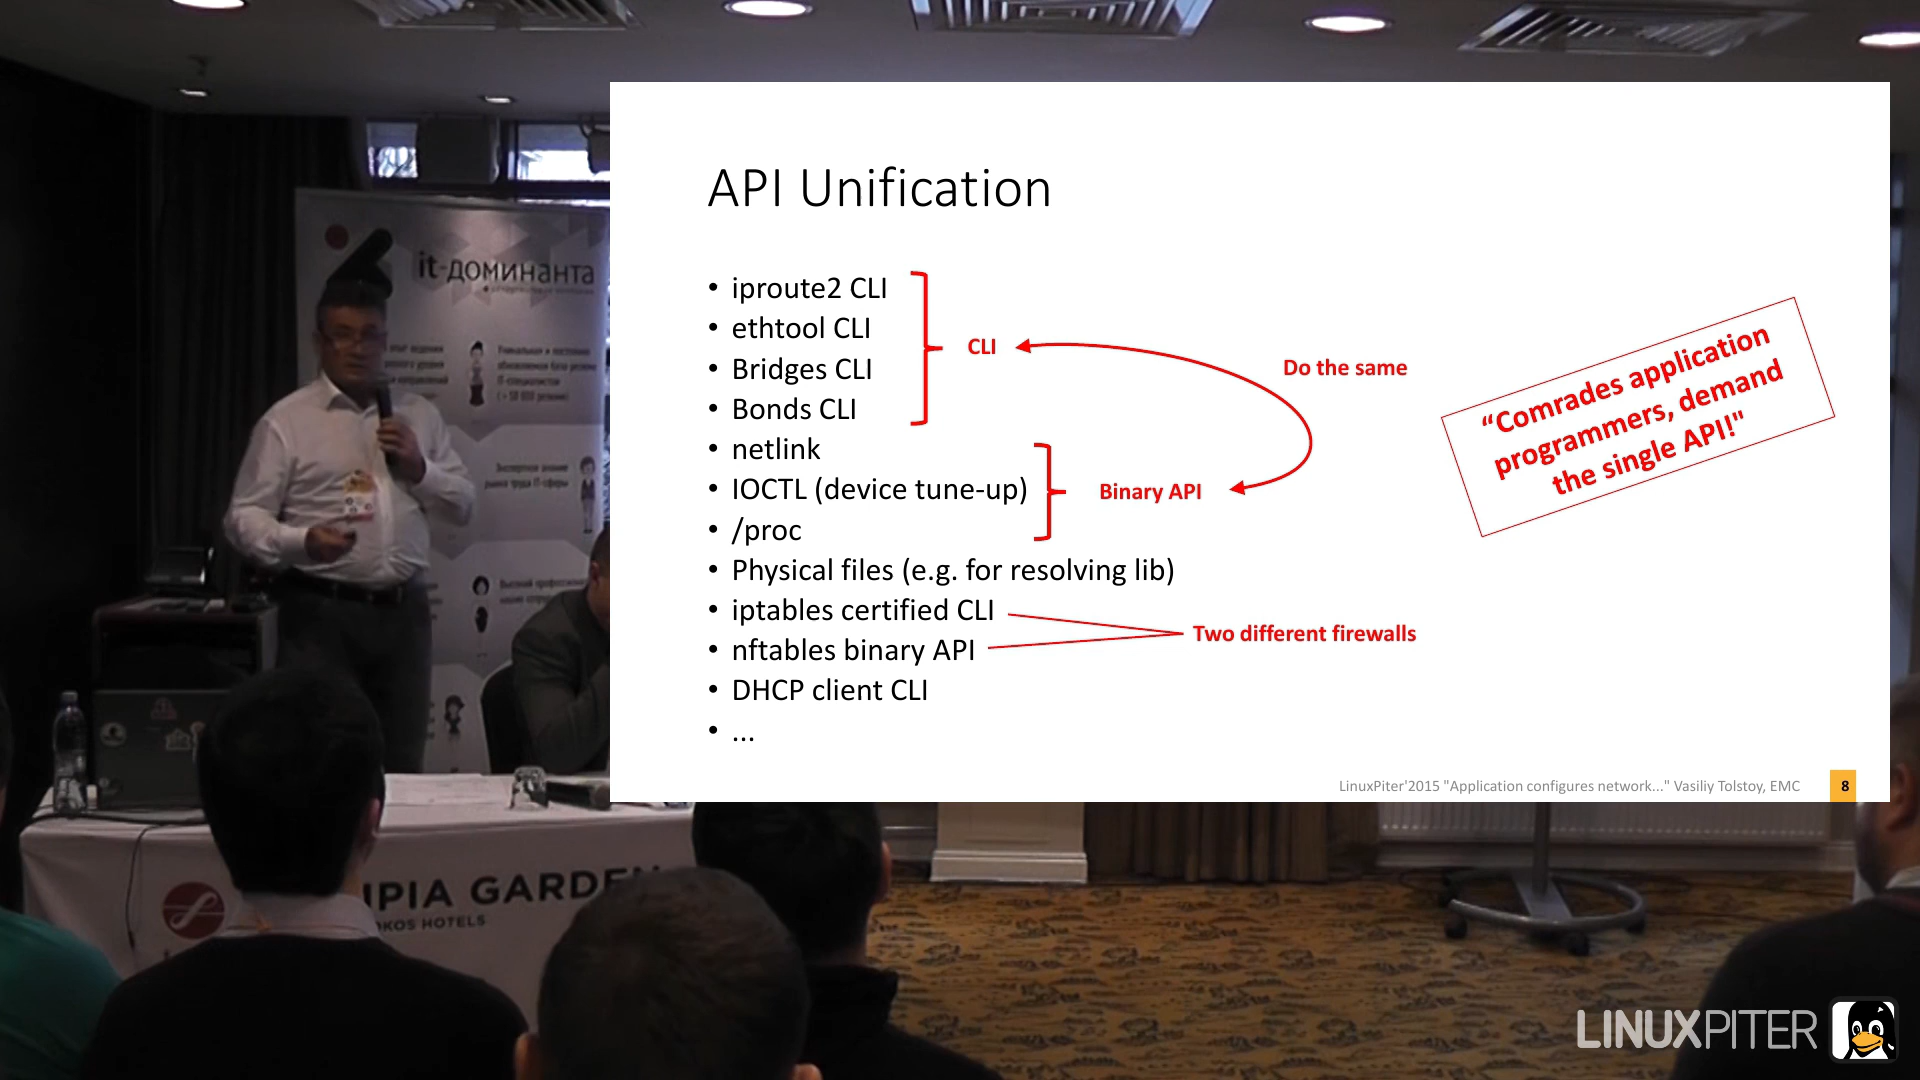 API Unification
• iproute2 CLI
• ethtool CLI
• Bridges CLI
• Bonds CLI
• netlink
• IOCTL (device tune-up)
• /proc
• Physical files (e.g. for resolving lib)
• iptables certified CLI
• nftables binary API
• DHCP client CLI
• ...
CLI
Do the same
Binary API
Two different firewalls
“Comrades application
programmers, demand
the single API!"
LinuxPiter'2015 "Application configures network..." Vasiliy Tolstoy, EMC
8
it-доминанта
IPIA GARDEN
OKOS HOTELS
LINUXPITER